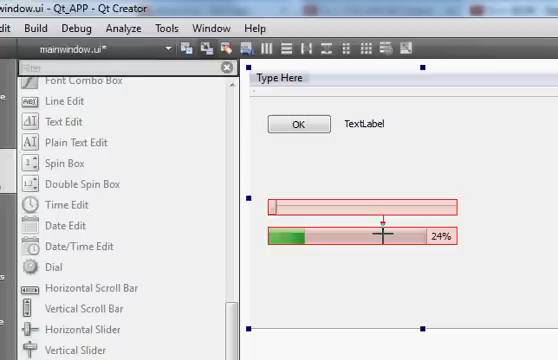 window.ui* - Qt_APP - Qt Creator
dit Build Debug Analyze Tools Window Help
mainwindow.ui*
Filter
Type Here
Font Combo Box
Line Edit
Text Edit
Plain Text Edit
Spin Box
Double Spin Box
Time Edit
Date Edit
Date/Time Edit
Dial
Horizontal Scroll Bar
Vertical Scroll Bar
Horizontal Slider
Vertical Slider
OK TextLabel
24%